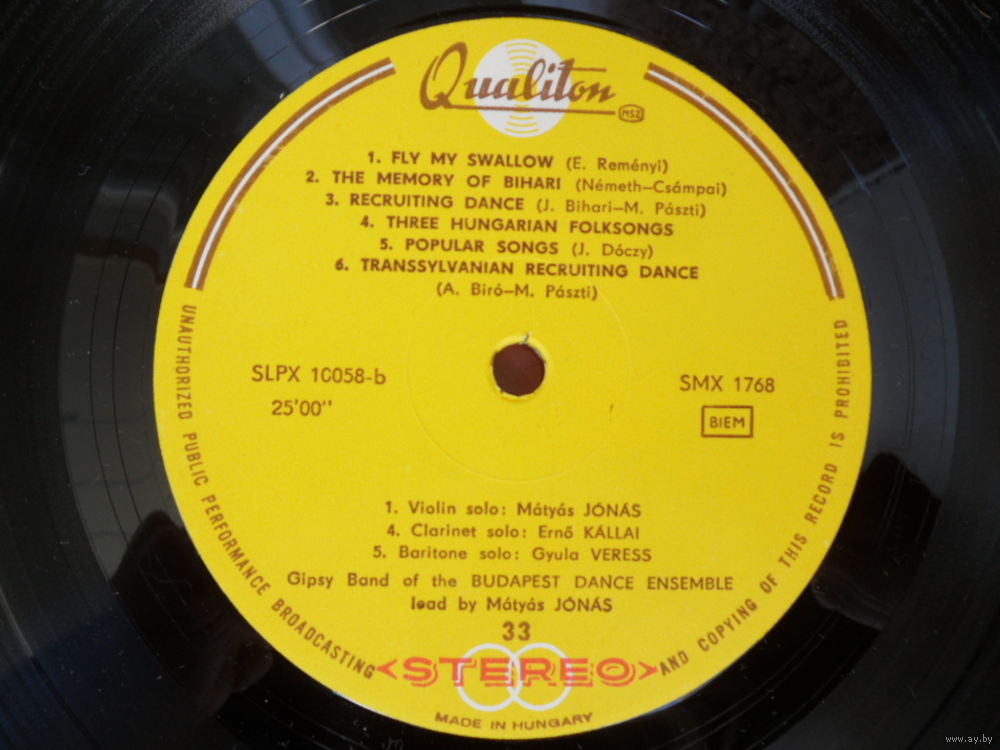 Qualiton
MSZ
1. FLY MY SWALLOW (E. Reményi)
2. THE MEMORY OF BIHARI (Németh—Csámpai)
3. RECRUITING DANCE (J. Bihari—M. Pászti)
4. THREE HUNGARIAN FOLKSONGS
5. POPULAR SONGS (J. Dóczy)
6. TRANSSYLVANIAN RECRUITING DANCE
(A. Biró—M. Pászti)
SLPX 10058-b
25'00''
SMX 1768
BIEM
1. Violin solo: Mátyás JÓNÁS
4. Clarinet solo: Ernő KÁLLAI
5. Baritone solo: Gyula VERESS
Gipsy Band of the BUDAPEST DANCE ENSEMBLE
lead by Mátyás JÓNÁS
33
STEREO
UNAUTHORIZED PUBLIC PERFORMANCE BROADCASTING AND COPYING OF THIS RECORD IS PROHIBITED
MADE IN HUNGARY
www.ay.by